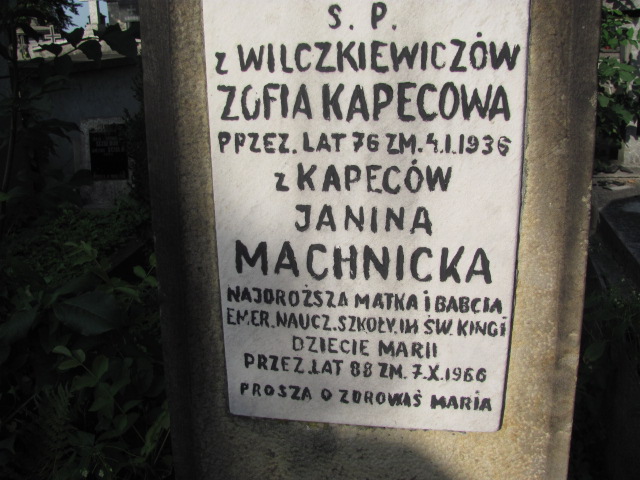 Ś. P.
z WILCZKIEWICZÓW
ZOFIA KAPECOWA
PRZEZ. LAT 76 ZM. 4.I.1936
z KAPECÓW
JANINA
MACHNICKA
NAJDROŻSZA MATKA i BABCIA
EMER. NAUCZ. SZKOŁY. IM ŚW. KINGI
DZIECIE MARII
PRZEZ. LAT 88 ZM. 7.X.1966
PROSZA O ZDROWAŚ MARIA